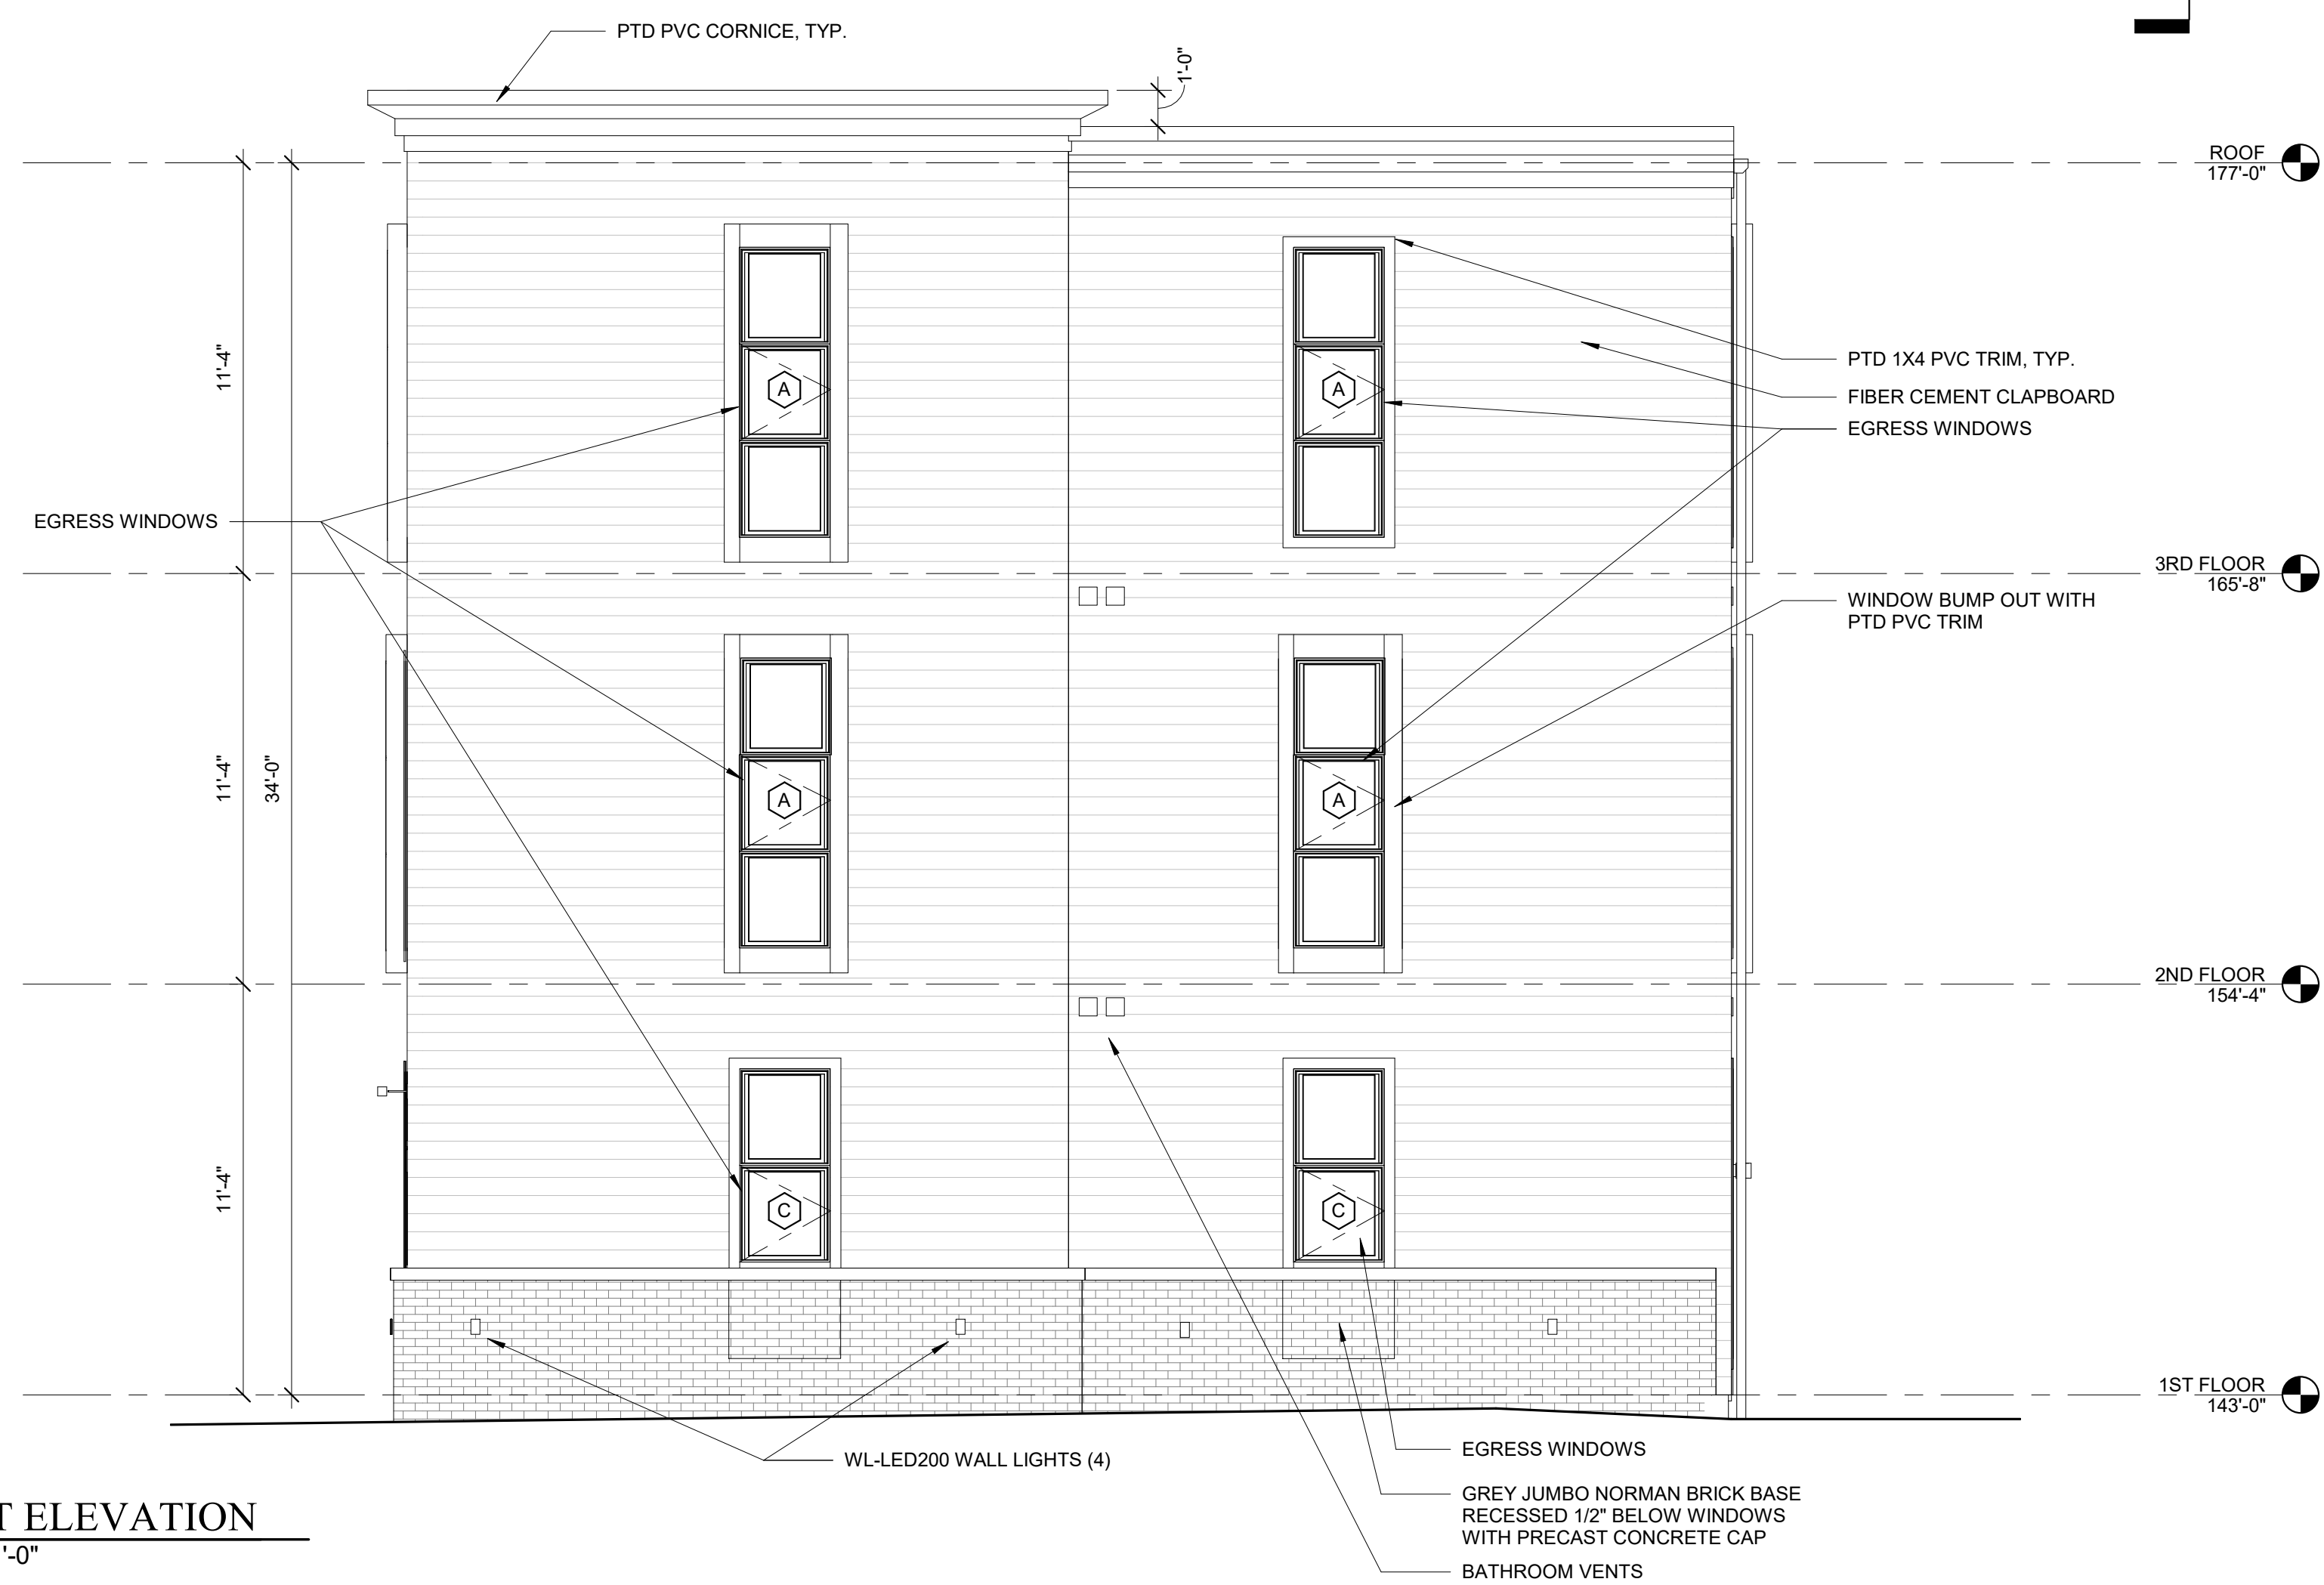 PTD PVC CORNICE, TYP.
1'-0"
ROOF
177'-0"
11'-4"
A
A
PTD 1X4 PVC TRIM, TYP.
FIBER CEMENT CLAPBOARD
EGRESS WINDOWS
EGRESS WINDOWS
3RD FLOOR
165'-8"
WINDOW BUMP OUT WITH
PTD PVC TRIM
11'-4"
34'-0"
A
A
2ND FLOOR
154'-4"
11'-4"
C
C
1ST FLOOR
143'-0"
WL-LED200 WALL LIGHTS (4)
EGRESS WINDOWS
GREY JUMBO NORMAN BRICK BASE
RECESSED 1/2" BELOW WINDOWS
WITH PRECAST CONCRETE CAP
BATHROOM VENTS
T ELEVATION
'-0"